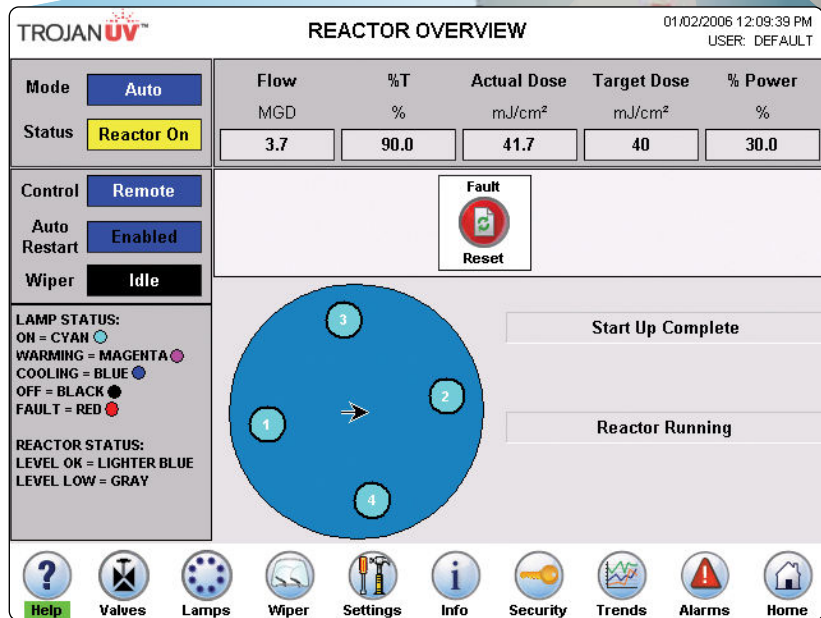 TROJANUV™
REACTOR OVERVIEW
01/02/2006 12:09:39 PM
USER: DEFAULT
Mode Auto
Status Reactor On
Flow %T Actual Dose Target Dose % Power
MGD % mJ/cm² mJ/cm² %
3.7 90.0 41.7 40 30.0
Control Remote
Auto Restart Enabled
Wiper Idle
Fault
Reset
LAMP STATUS:
ON = CYAN
WARMING = MAGENTA
COOLING = BLUE
OFF = BLACK
FAULT = RED
REACTOR STATUS:
LEVEL OK = LIGHTER BLUE
LEVEL LOW = GRAY
3
2
1
4
Start Up Complete
Reactor Running
?
i
!
Help Valves Lamps Wiper Settings Info Security Trends Alarms Home